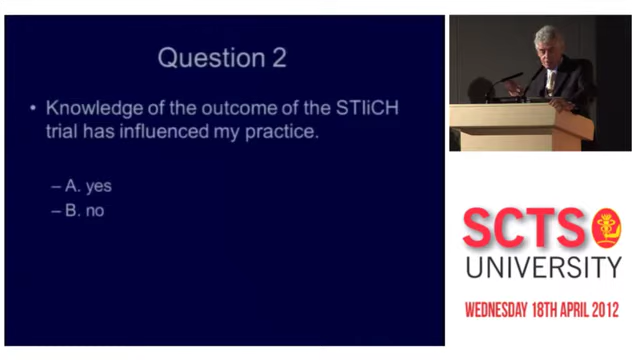 Question 2
• Knowledge of the outcome of the STIiCH
trial has influenced my practice.
– A. yes
– B. no
SCTS
UNIVERSITY
WEDNESDAY 18TH APRIL 2012